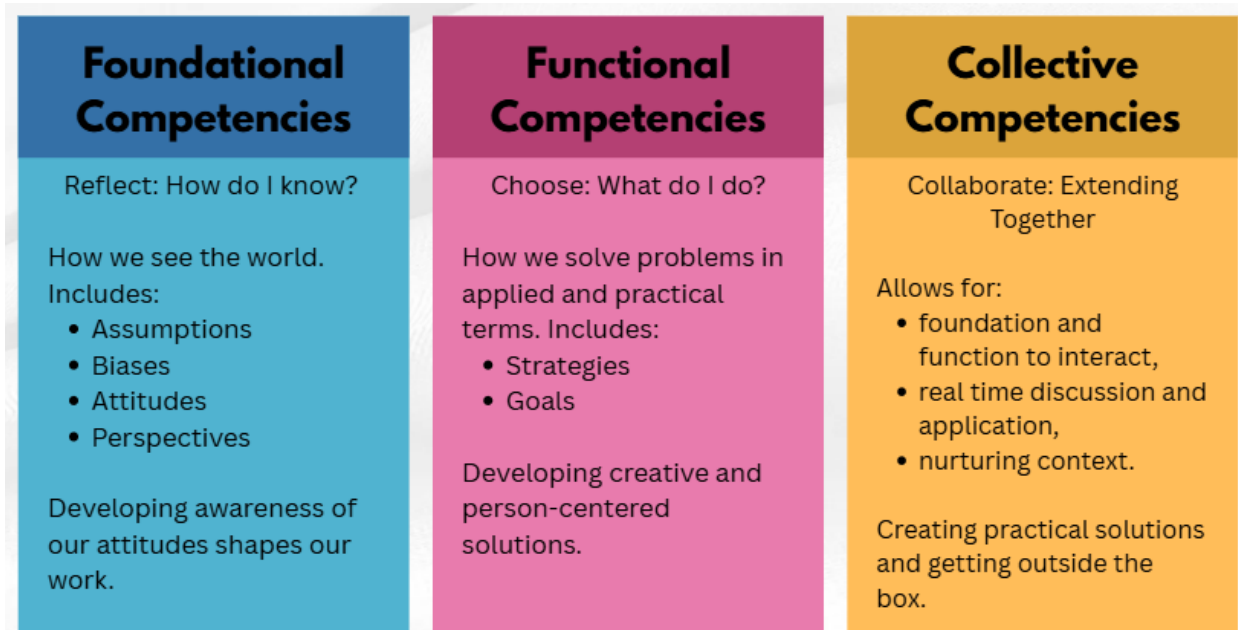 Foundational
Competencies
Reflect: How do I know?
How we see the world.
Includes:
• Assumptions
• Biases
• Attitudes
• Perspectives
Developing awareness of
our attitudes shapes our
work.
Functional
Competencies
Choose: What do I do?
How we solve problems in
applied and practical
terms. Includes:
• Strategies
• Goals
Developing creative and
person-centered
solutions.
Collective
Competencies
Collaborate: Extending
Together
Allows for:
• foundation and
function to interact,
• real time discussion and
application,
• nurturing context.
Creating practical solutions
and getting outside the
box.